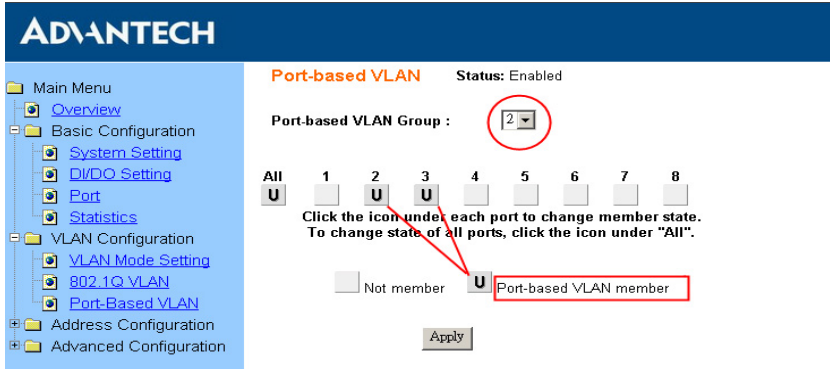 ADVANTECH
Main Menu
Overview
Basic Configuration
System Setting
DI/DO Setting
Port
Statistics
VLAN Configuration
VLAN Mode Setting
802.1Q VLAN
Port-Based VLAN
Address Configuration
Advanced Configuration
Port-based VLAN Status: Enabled
Port-based VLAN Group : 2
All 1 2 3 4 5 6 7 8
U U U
Click the icon under each port to change member state.
To change state of all ports, click the icon under "All".
Not member U Port-based VLAN member
Apply